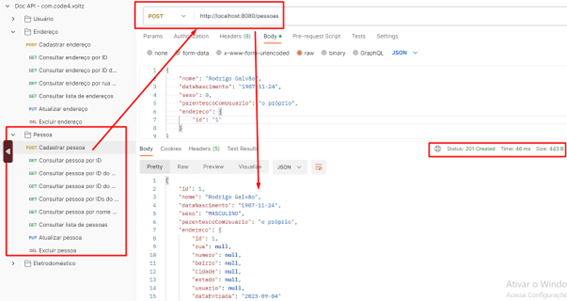 Doc API - com.code4.voltz
Usuário
Endereço
POST Cadastrar endereço
GET Consultar endereço por ID
GET Consultar endereço por ID d...
GET Consultar endereço por rua ...
GET Consultar lista de endereços
PUT Atualizar endereço
DEL Excluir endereço
Pessoa
POST Cadastrar pessoa
GET Consultar pessoa por ID
GET Consultar pessoa por ID do ...
GET Consultar pessoa por ID do ...
GET Consultar pessoa por IDs do...
GET Consultar pessoa por nome ...
GET Consultar lista de pessoas
PUT Atualizar pessoa
DEL Excluir pessoa
Eletrodoméstico
POST http://localhost:8080/pessoas
Params Authorization Headers (8) Body Pre-request Script Tests Settings
none form-data x-www-form-urlencoded raw binary GraphQL JSON
1 {
2 "nome": "Rodrigo Galvão",
3 "dataNascimento": "1987-11-24",
4 "sexo": 0,
5 "parentescoComUsuario": "o próprio",
6 "endereco": {
7 "id": "1"
8 }
9 }
Body Cookies Headers (5) Test Results Status: 201 Created Time: 46 ms Size: 443 B
Pretty Raw Preview Visualize JSON
1 {
2 "id": 1,
3 "nome": "Rodrigo Galvão",
4 "dataNascimento": "1987-11-24",
5 "sexo": "MASCULINO",
6 "parentescoComUsuario": "o próprio",
7 "endereco": {
8 "id": 1,
9 "rua": null,
10 "numero": null,
11 "bairro": null,
12 "cidade": null,
13 "estado": null,
14 "usuario": null,
15 "dataEntrada": "2023-09-04"
Ativar o Windo
Acesse Configuraçõe